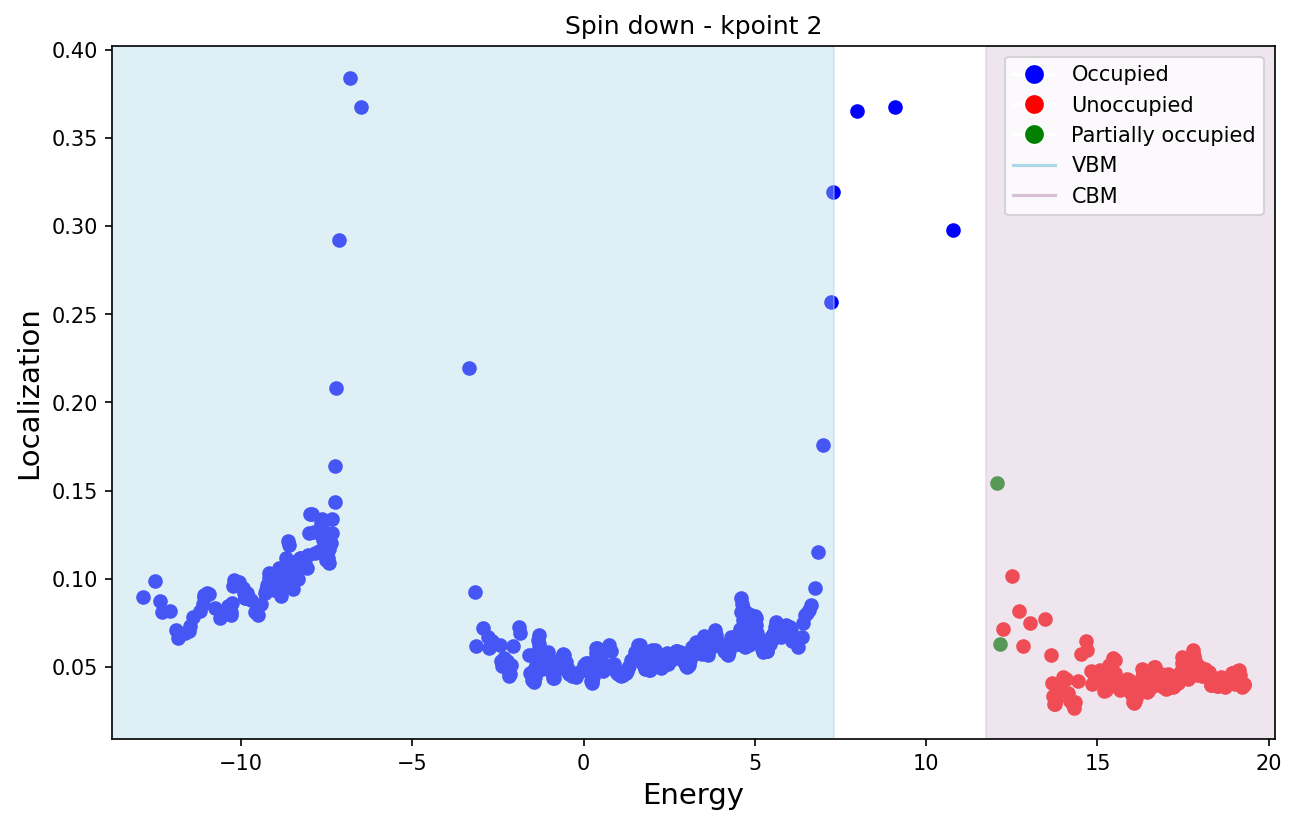 Spin down - kpoint 2
Localization
0.40
0.35
0.30
0.25
0.20
0.15
0.10
0.05
Occupied
Unoccupied
Partially occupied
VBM
CBM
−10
−5
0
5
10
15
20
Energy